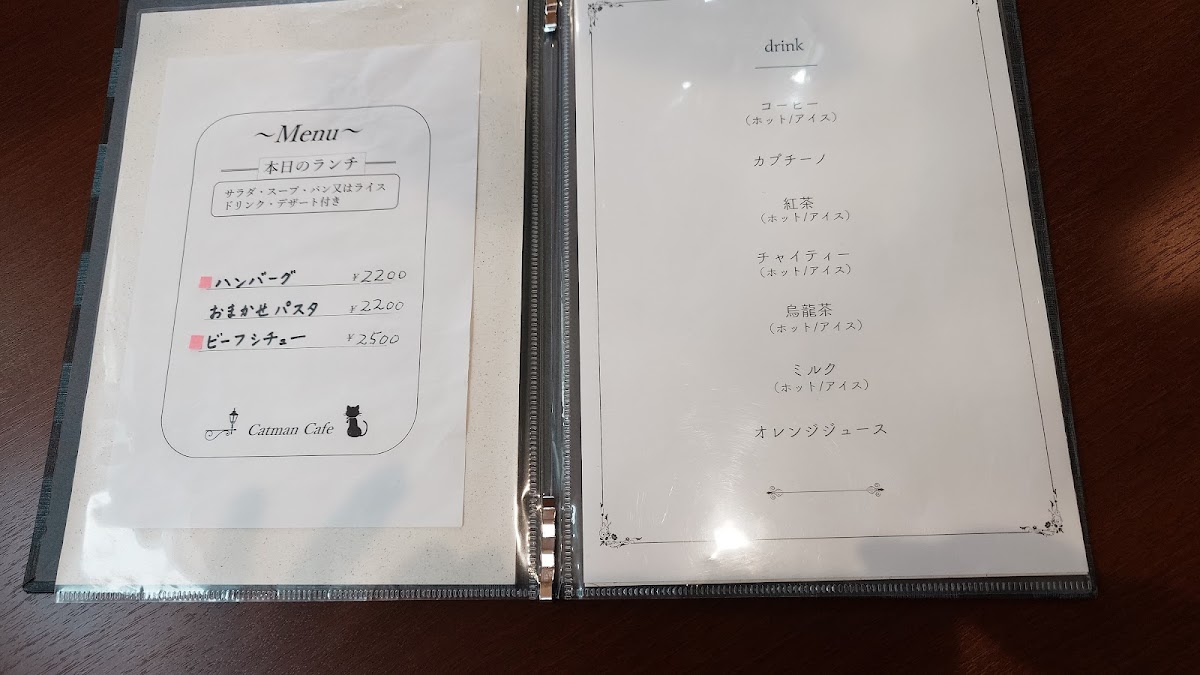 ～Menu～
本日のランチ
サラダ・スープ・パン又はライス
ドリンク・デザート付き
ハンバーグ ¥2200
おまかせパスタ ¥2200
ビーフシチュー ¥2500
Catman Cafe
drink
コーヒー
（ホット/アイス）
カプチーノ
紅茶
（ホット/アイス）
チャイティー
（ホット/アイス）
烏龍茶
（ホット/アイス）
ミルク
（ホット/アイス）
オレンジジュース